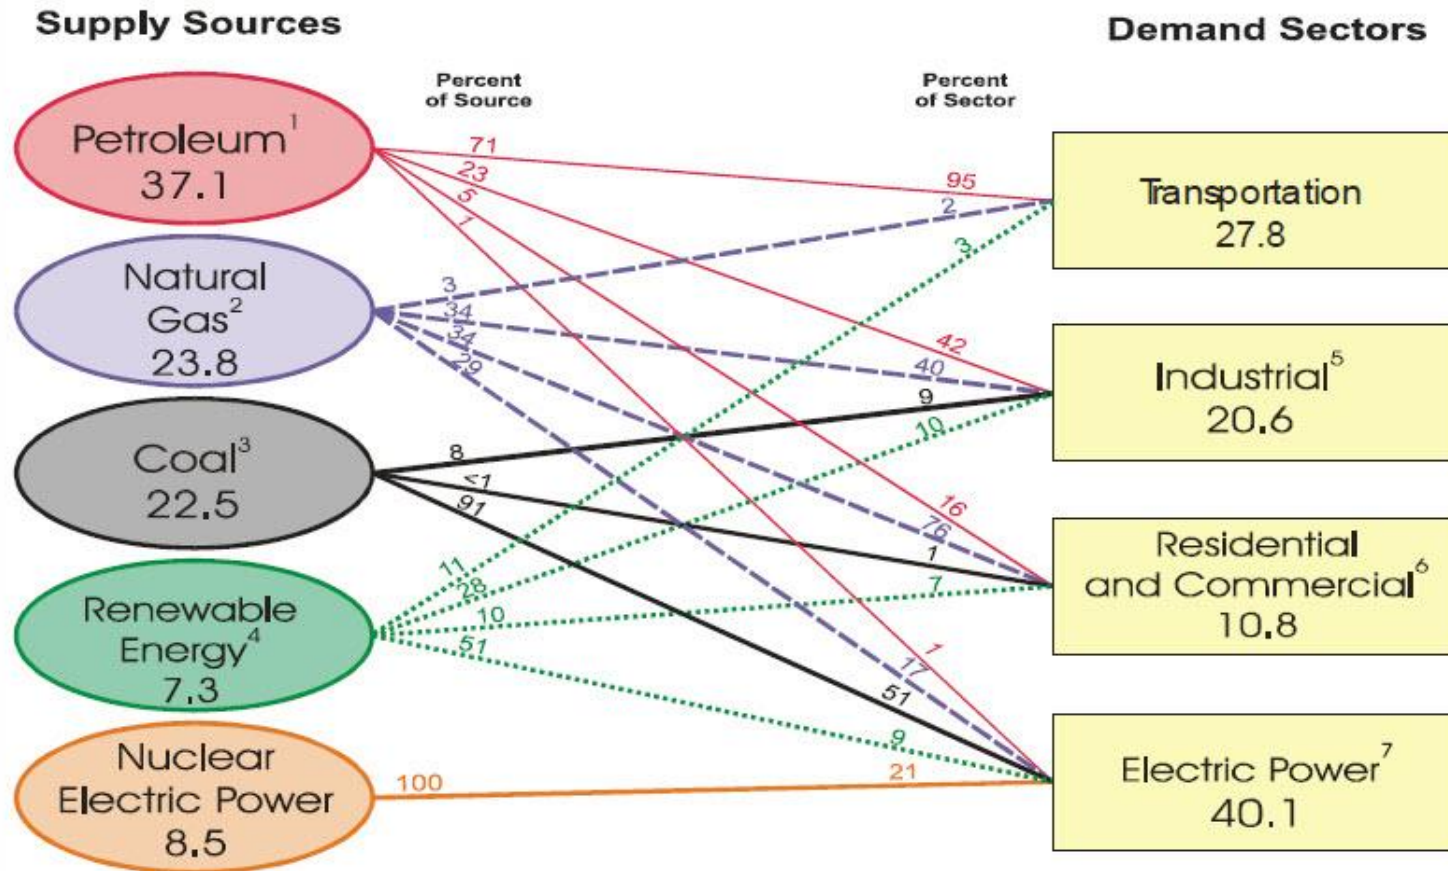 Supply Sources
Demand Sectors
Percent
of Source
Percent
of Sector
Petroleum¹
37.1
Natural
Gas²
23.8
Coal³
22.5
Renewable
Energy⁴
7.3
Nuclear
Electric Power
8.5
71
23
5
1
3
34
34
29
8
<1
91
11
28
10
51
100
95
2
3
42
40
9
10
16
76
1
7
1
17
51
9
21
Transportation
27.8
Industrial⁵
20.6
Residential
and Commercial⁶
10.8
Electric Power⁷
40.1